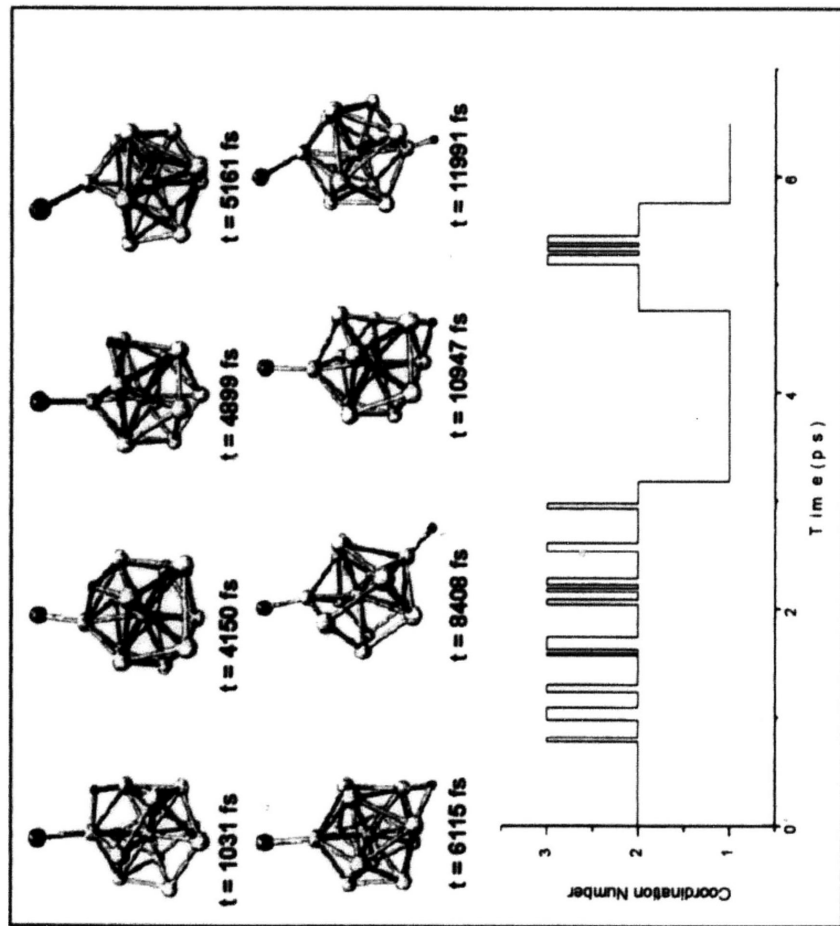 t = 1031 fs
t = 4150 fs
t = 4899 fs
t = 5161 fs
t = 6115 fs
t = 8408 fs
t = 10947 fs
t = 11991 fs
Coordination Number
3
2
1
0
2
4
6
Time(ps)